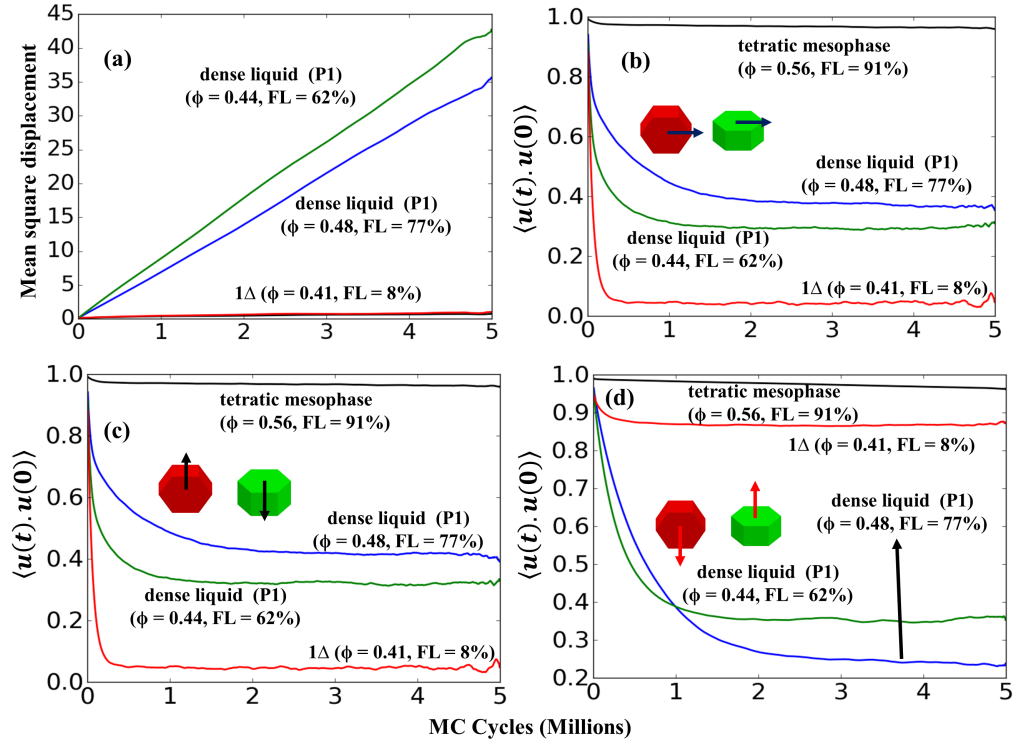 (a)
Mean square displacement
45
40
35
30
25
20
15
10
5
0
dense liquid (P1)
(ϕ = 0.44, FL = 62%)
dense liquid (P1)
(ϕ = 0.48, FL = 77%)
1Δ (ϕ = 0.41, FL = 8%)
0 1 2 3 4 5
(b)
⟨u(t). u(0)⟩
1.0
0.8
0.6
0.4
0.2
0.0
tetratic mesophase
(ϕ = 0.56, FL = 91%)
dense liquid (P1)
(ϕ = 0.48, FL = 77%)
dense liquid (P1)
(ϕ = 0.44, FL = 62%)
1Δ (ϕ = 0.41, FL = 8%)
0 1 2 3 4 5
(c)
⟨u(t). u(0)⟩
1.0
0.8
0.6
0.4
0.2
0.0
tetratic mesophase
(ϕ = 0.56, FL = 91%)
dense liquid (P1)
(ϕ = 0.48, FL = 77%)
dense liquid (P1)
(ϕ = 0.44, FL = 62%)
1Δ (ϕ = 0.41, FL = 8%)
0 1 2 3 4 5
(d)
⟨u(t). u(0)⟩
1.0
0.9
0.8
0.7
0.6
0.5
0.4
0.3
0.2
tetratic mesophase
(ϕ = 0.56, FL = 91%)
1Δ (ϕ = 0.41, FL = 8%)
dense liquid (P1)
(ϕ = 0.48, FL = 77%)
dense liquid (P1)
(ϕ = 0.44, FL = 62%)
0 1 2 3 4 5
MC Cycles (Millions)